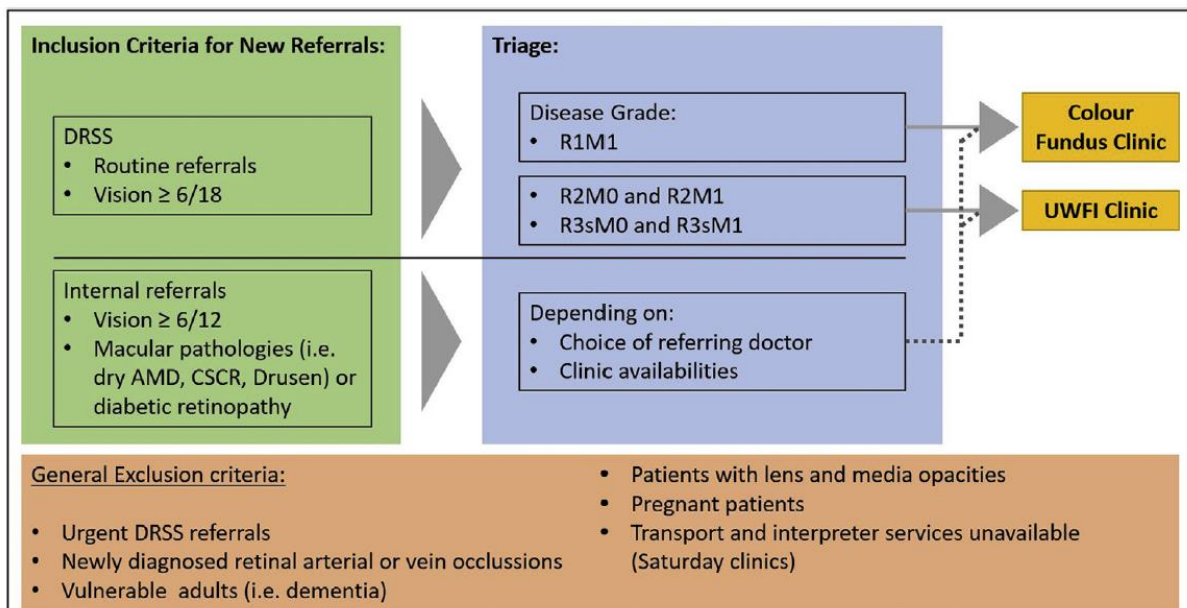 Inclusion Criteria for New Referrals:
DRSS
• Routine referrals
• Vision ≥ 6/18
Internal referrals
• Vision ≥ 6/12
• Macular pathologies (i.e.
dry AMD, CSCR, Drusen) or
diabetic retinopathy
Triage:
Disease Grade:
• R1M1
• R2M0 and R2M1
• R3sM0 and R3sM1
Depending on:
• Choice of referring doctor
• Clinic availabilities
Colour
Fundus Clinic
UWFI Clinic
General Exclusion criteria:
• Urgent DRSS referrals
• Newly diagnosed retinal arterial or vein occlussions
• Vulnerable adults (i.e. dementia)
• Patients with lens and media opacities
• Pregnant patients
• Transport and interpreter services unavailable
(Saturday clinics)